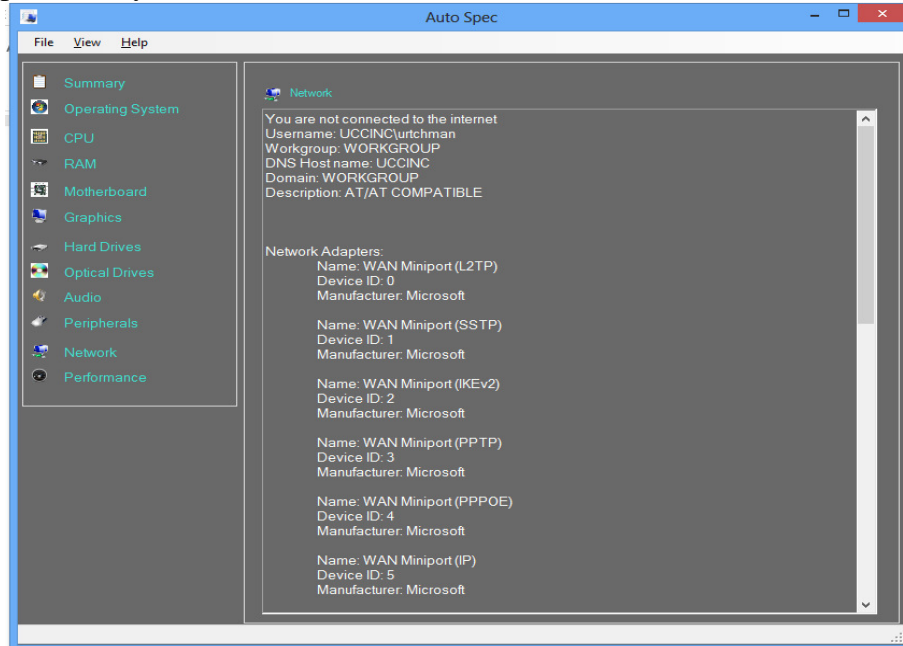 Auto Spec
File View Help
Summary
Operating System
CPU
RAM
Motherboard
Graphics
Hard Drives
Optical Drives
Audio
Peripherals
Network
Performance
Network
You are not connected to the internet
Username: UCCINC\urtchman
Workgroup: WORKGROUP
DNS Host name: UCCINC
Domain: WORKGROUP
Description: AT/AT COMPATIBLE
Network Adapters:
Name: WAN Miniport (L2TP)
Device ID: 0
Manufacturer: Microsoft
Name: WAN Miniport (SSTP)
Device ID: 1
Manufacturer: Microsoft
Name: WAN Miniport (IKEv2)
Device ID: 2
Manufacturer: Microsoft
Name: WAN Miniport (PPTP)
Device ID: 3
Manufacturer: Microsoft
Name: WAN Miniport (PPPOE)
Device ID: 4
Manufacturer: Microsoft
Name: WAN Miniport (IP)
Device ID: 5
Manufacturer: Microsoft